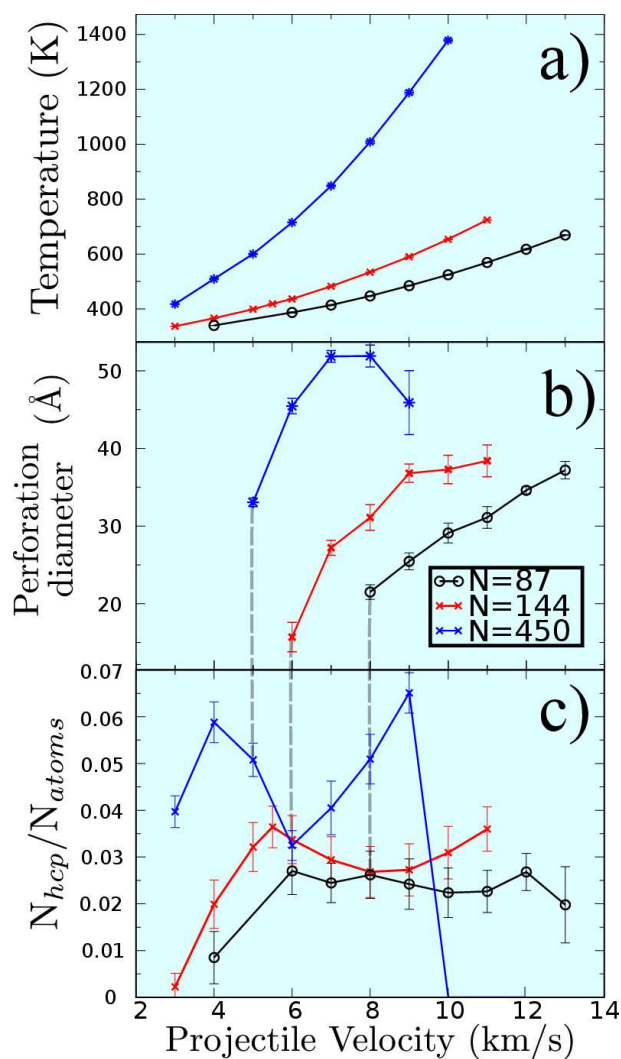 a)
Temperature (K)
1400
1200
1000
800
600
400
b)
Perforation
diameter (Å)
50
40
30
20
N=87
N=144
N=450
c)
N_{hcp}/N_{atoms}
0.07
0.06
0.05
0.04
0.03
0.02
0.01
0
2 4 6 8 10 12 14
Projectile Velocity (km/s)